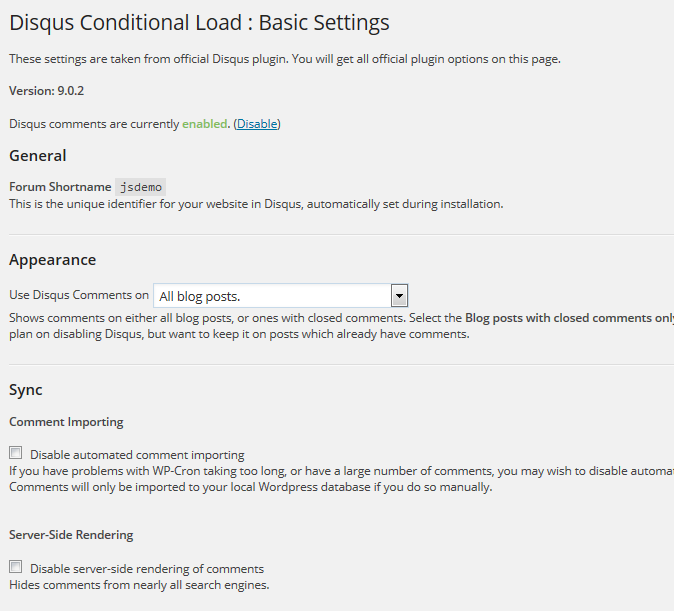 Disqus Conditional Load : Basic Settings
These settings are taken from official Disqus plugin. You will get all official plugin options on this page.
Version: 9.0.2
Disqus comments are currently enabled. (Disable)
General
Forum Shortname jsdemo
This is the unique identifier for your website in Disqus, automatically set during installation.
Appearance
Use Disqus Comments on All blog posts.
Shows comments on either all blog posts, or ones with closed comments. Select the Blog posts with closed comments only
plan on disabling Disqus, but want to keep it on posts which already have comments.
Sync
Comment Importing
Disable automated comment importing
If you have problems with WP-Cron taking too long, or have a large number of comments, you may wish to disable automat
Comments will only be imported to your local Wordpress database if you do so manually.
Server-Side Rendering
Disable server-side rendering of comments
Hides comments from nearly all search engines.